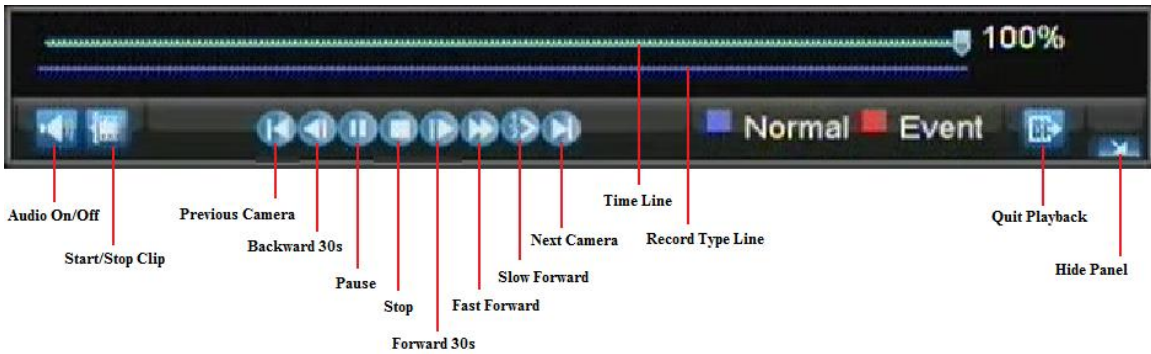 100%
Normal
Event
Audio On/Off
Start/Stop Clip
Previous Camera
Backward 30s
Pause
Stop
Forward 30s
Fast Forward
Slow Forward
Next Camera
Time Line
Record Type Line
Quit Playback
Hide Panel